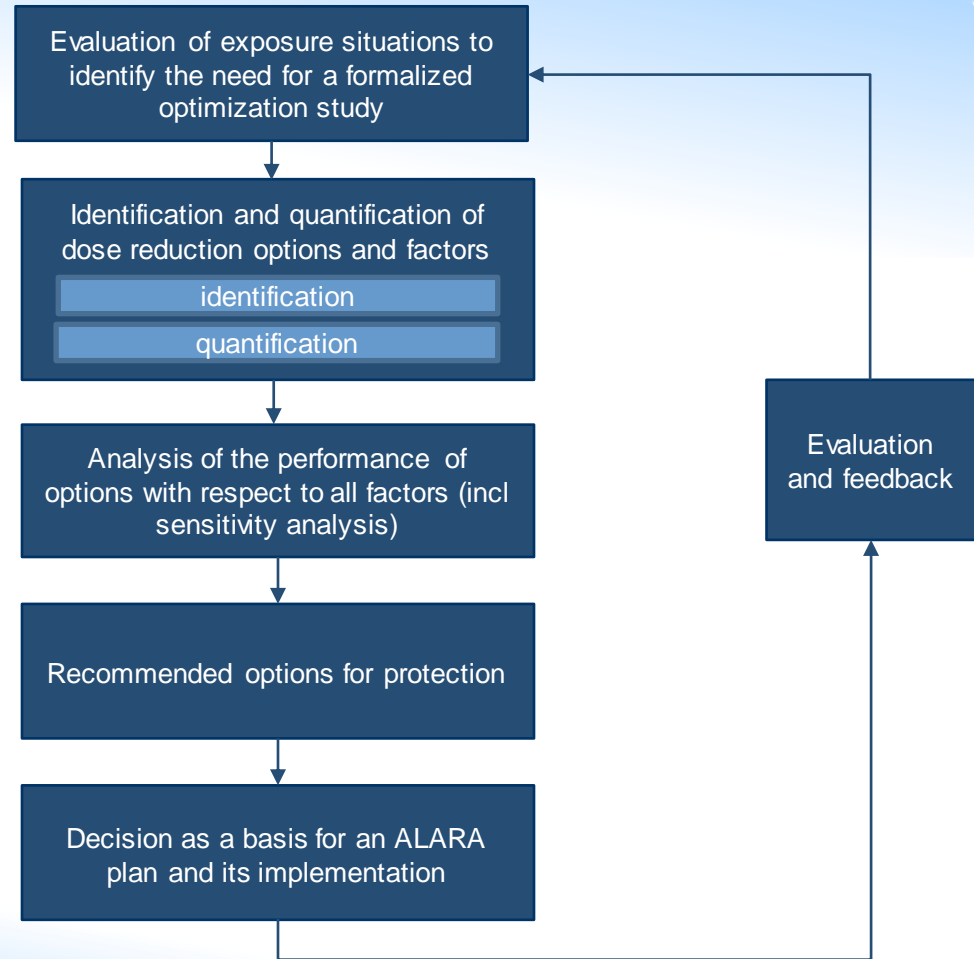 Evaluation of exposure situations to
identify the need for a formalized
optimization study
Identification and quantification of
dose reduction options and factors
identification
quantification
Analysis of the performance of
options with respect to all factors (incl
sensitivity analysis)
Recommended options for protection
Decision as a basis for an ALARA
plan and its implementation
Evaluation
and feedback